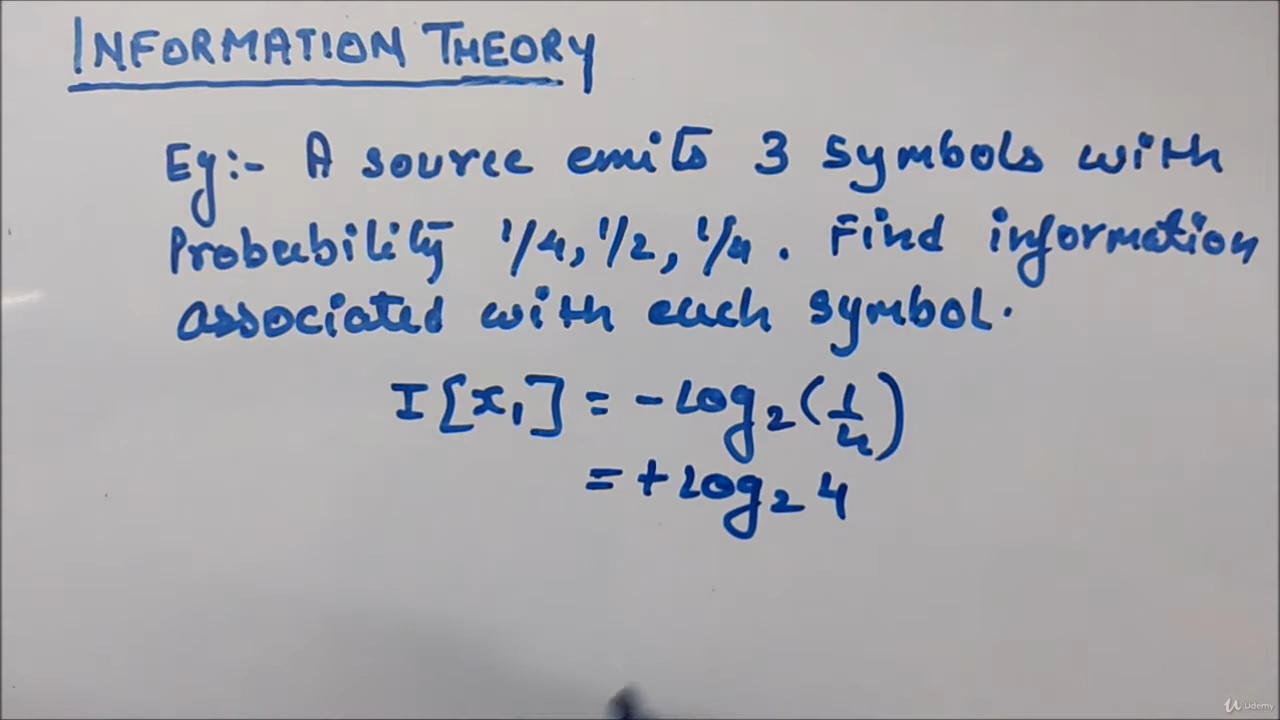 INFORMATION THEORY
Eg:- A source emits 3 symbols with
Probability 1/4, 1/2, 1/4. Find information
associated with each symbol.
I[x₁] = -log₂(1/4)
= +log₂ 4
Udemy